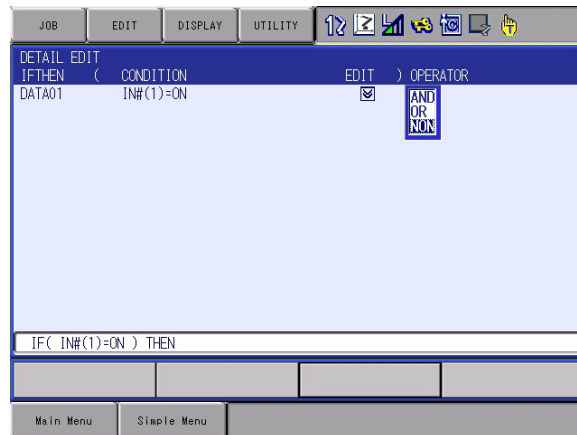 JOB EDIT DISPLAY UTILITY
DETAIL EDIT
IFTHEN ( CONDITION EDIT ) OPERATOR
DATA01 IN#(1)=ON AND
OR
NON
IF( IN#(1)=ON ) THEN
Main Menu Simple Menu